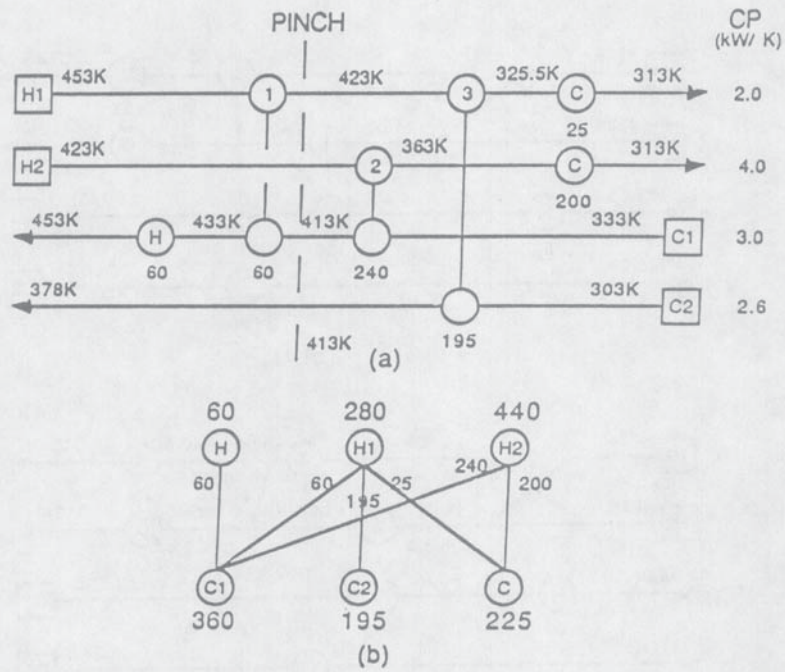 PINCH
CP
(kW/ K)
H1 453K 1 423K 3 325.5K C 313K 2.0
25
H2 423K 2 363K C 313K 4.0
200
453K H 433K 413K 333K C1 3.0
60 60 240
378K 303K C2 2.6
195
413K
(a)
60 280 440
H H1 H2
60 60 195 25 240 200
C1 C2 C
360 195 225
(b)